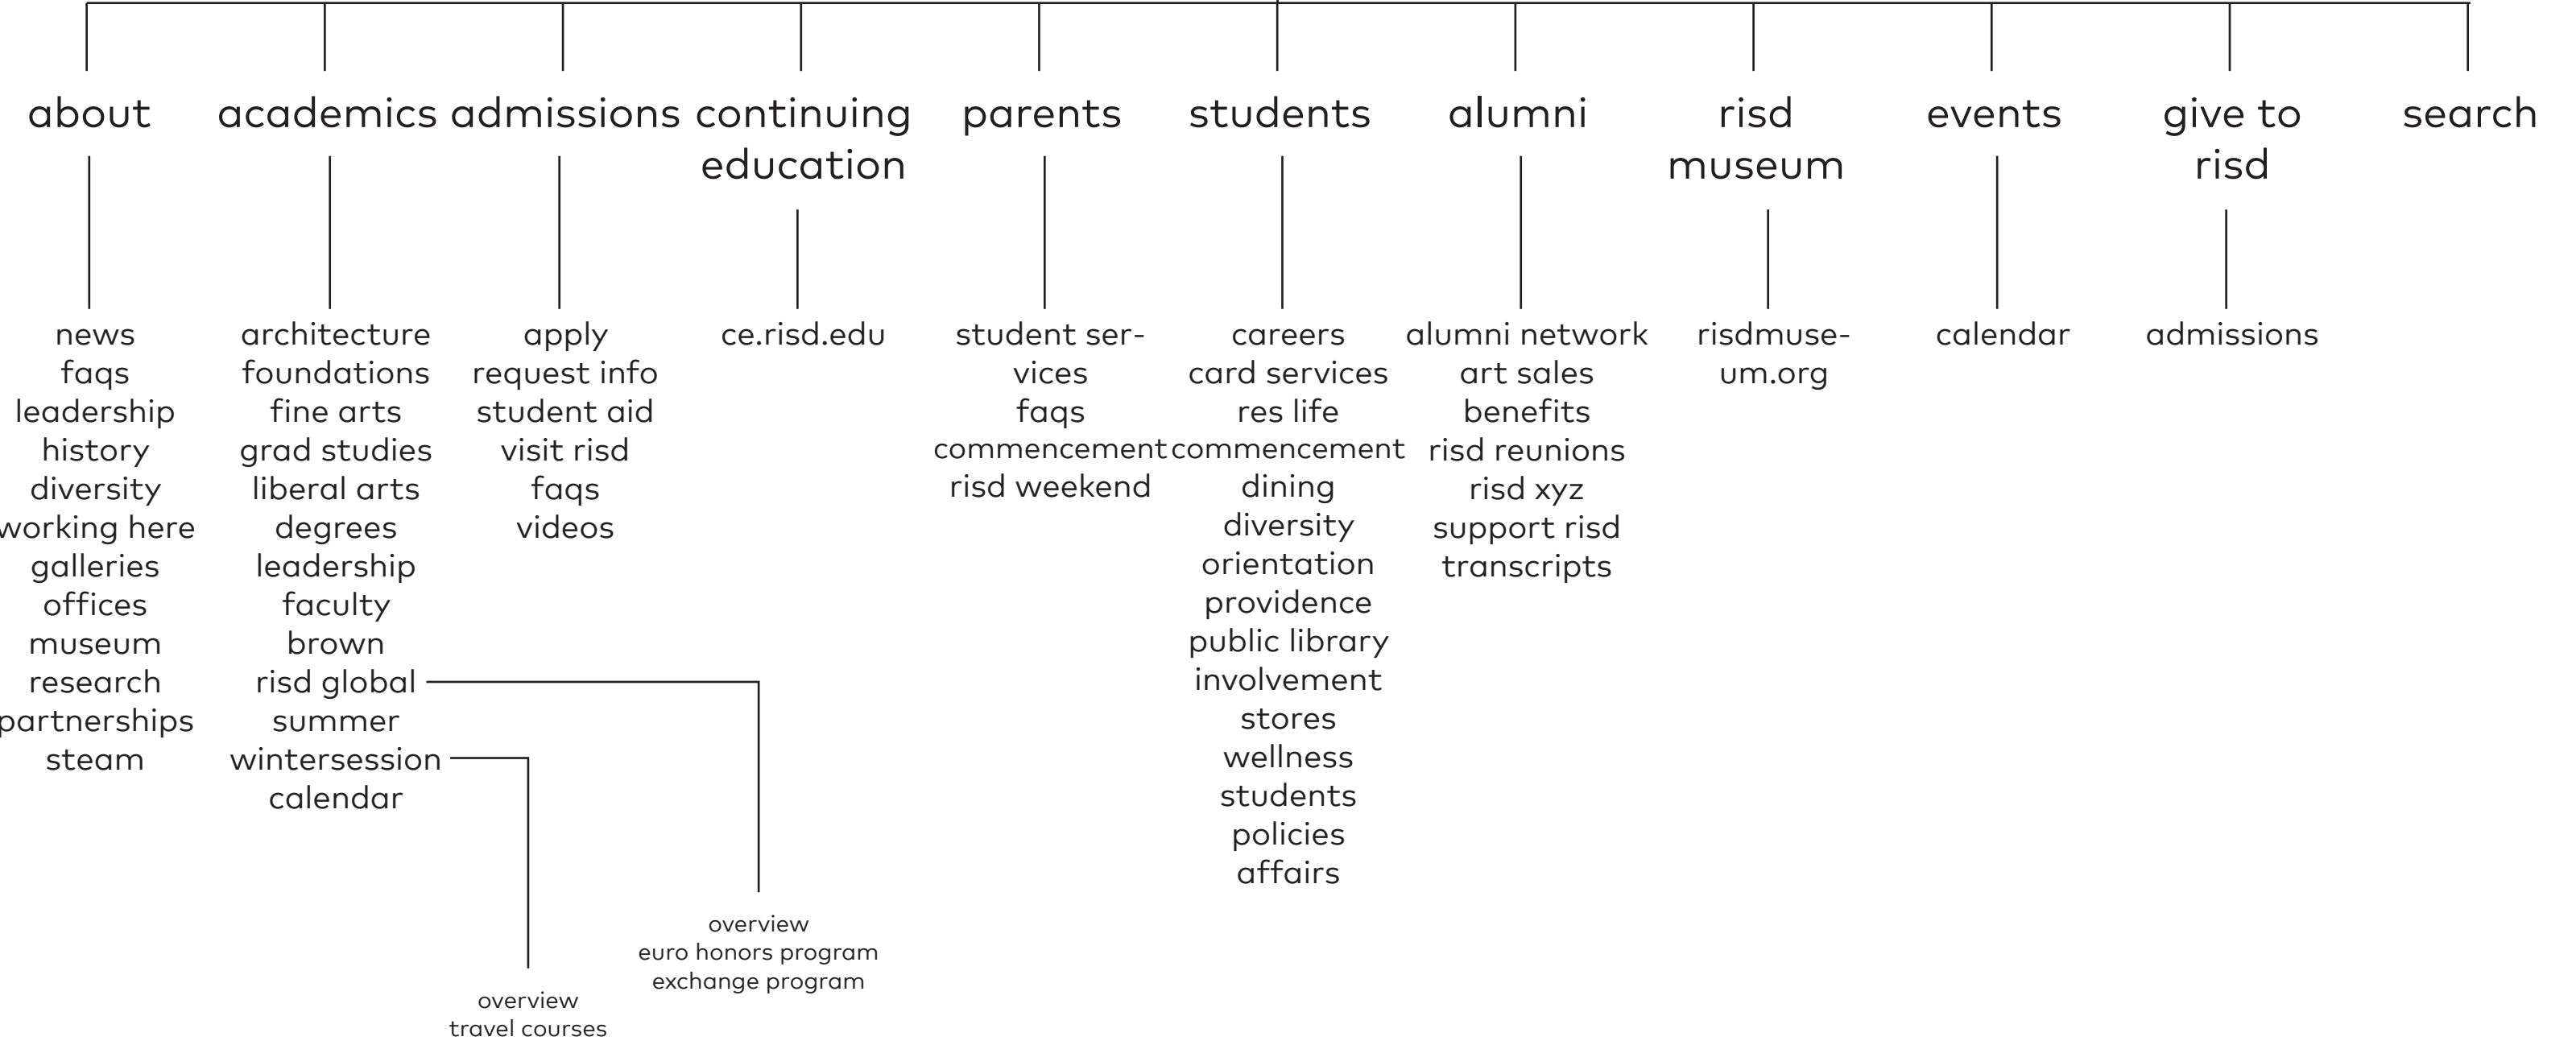 about
academics
admissions
continuing
education
parents
students
alumni
risd
museum
events
give to
risd
search
news
faqs
leadership
history
diversity
working here
galleries
offices
museum
research
partnerships
steam
architecture
foundations
fine arts
grad studies
liberal arts
degrees
leadership
faculty
brown
risd global
summer
wintersession
calendar
overview
travel courses
overview
euro honors program
exchange program
apply
request info
student aid
visit risd
faqs
videos
ce.risd.edu
student ser-
vices
faqs
commencement
risd weekend
careers
card services
res life
commencement
dining
diversity
orientation
providence
public library
involvement
stores
wellness
students
policies
affairs
alumni network
art sales
benefits
risd reunions
risd xyz
support risd
transcripts
risdmuse-
um.org
calendar
admissions